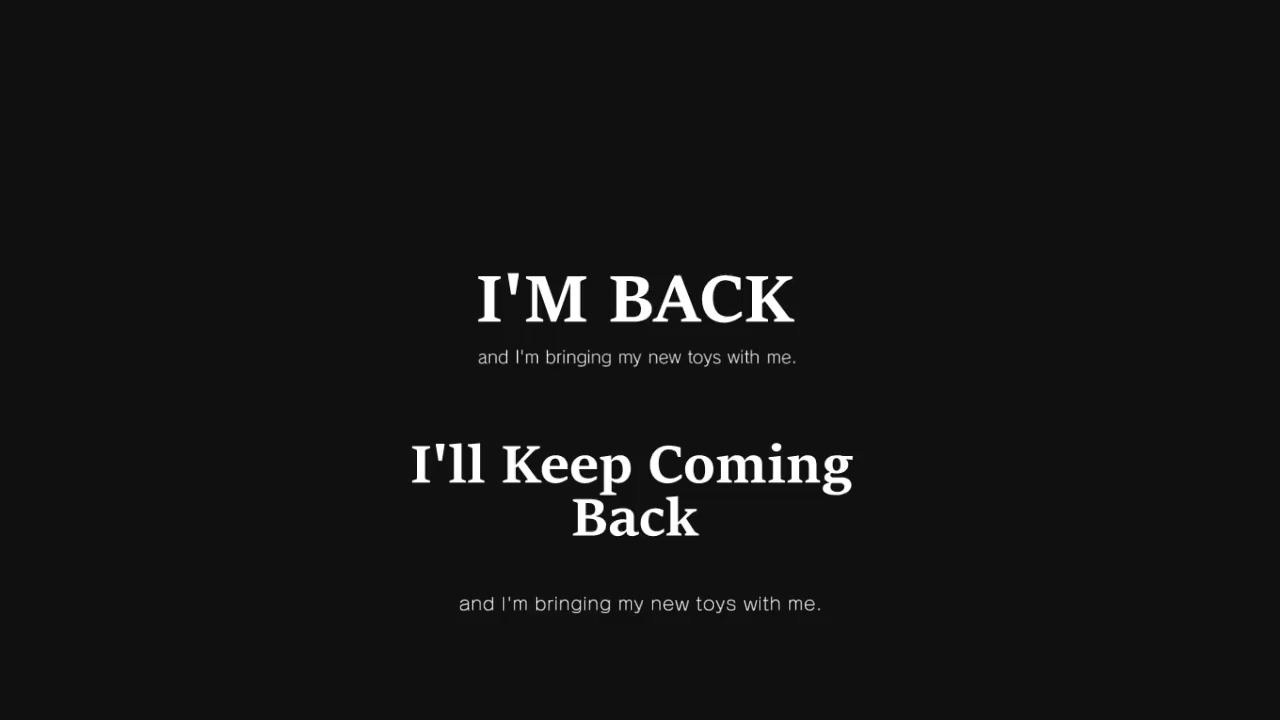 I'M BACK
and I'm bringing my new toys with me.
I'll Keep Coming
Back
and I'm bringing my new toys with me.